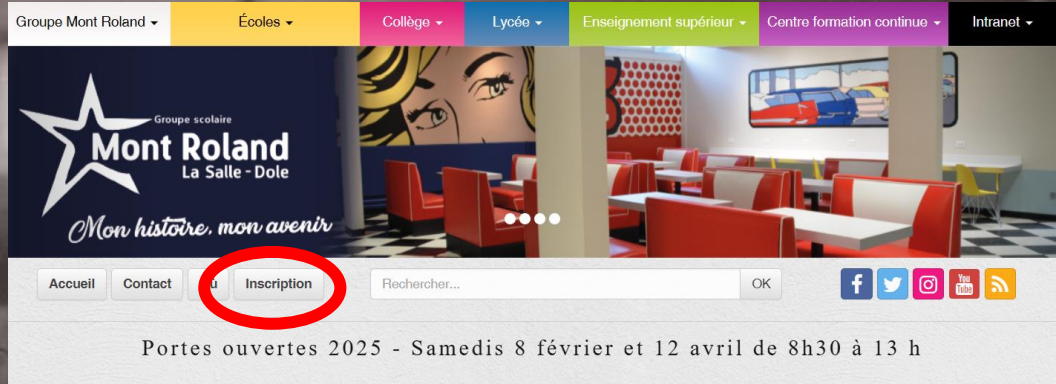 Groupe Mont Roland Écoles Collège Lycée Enseignement supérieur Centre formation continue Intranet
Groupe scolaire
Mont Roland
La Salle - Dole
Mon histoire, mon avenir
Accueil Contact Inscription Rechercher... OK You Tube
Portes ouvertes 2025 - Samedis 8 février et 12 avril de 8h30 à 13 h